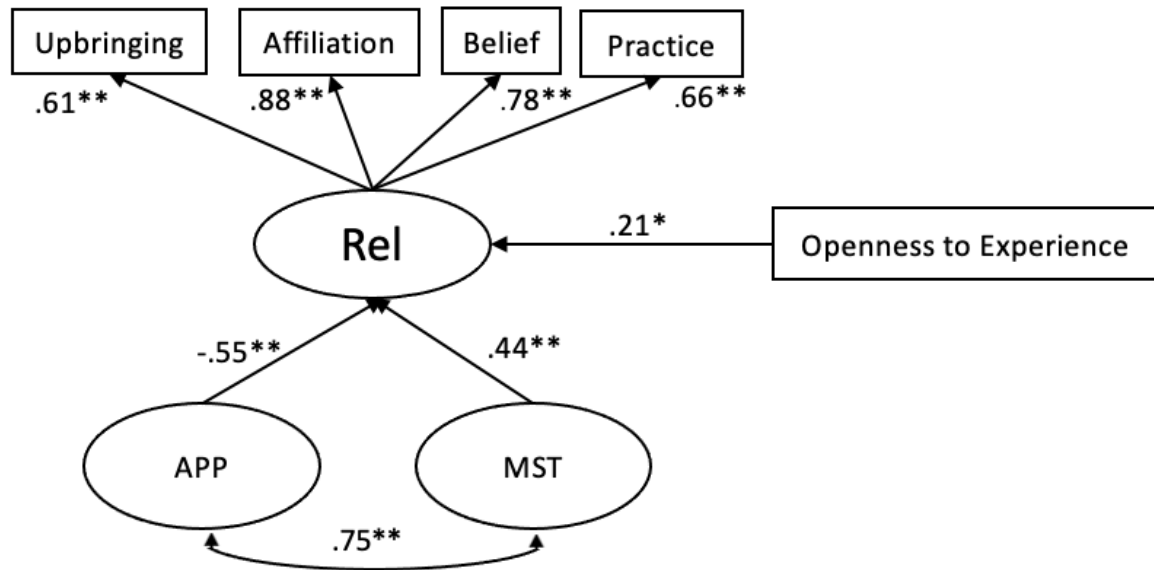 Upbringing
Affiliation
Belief
Practice
.61**
.88**
.78**
.66**
Rel
.21*
Openness to Experience
-.55**
.44**
APP
MST
.75**